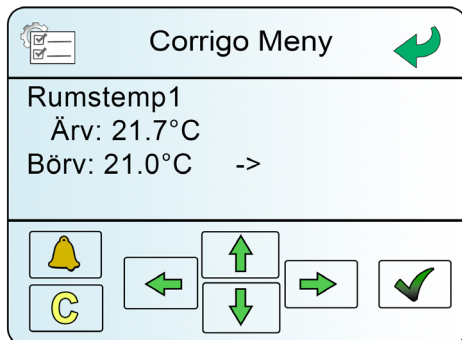 Corrigo Meny
Rumstemp1
Ärv: 21.7°C
Börv: 21.0°C ->
C